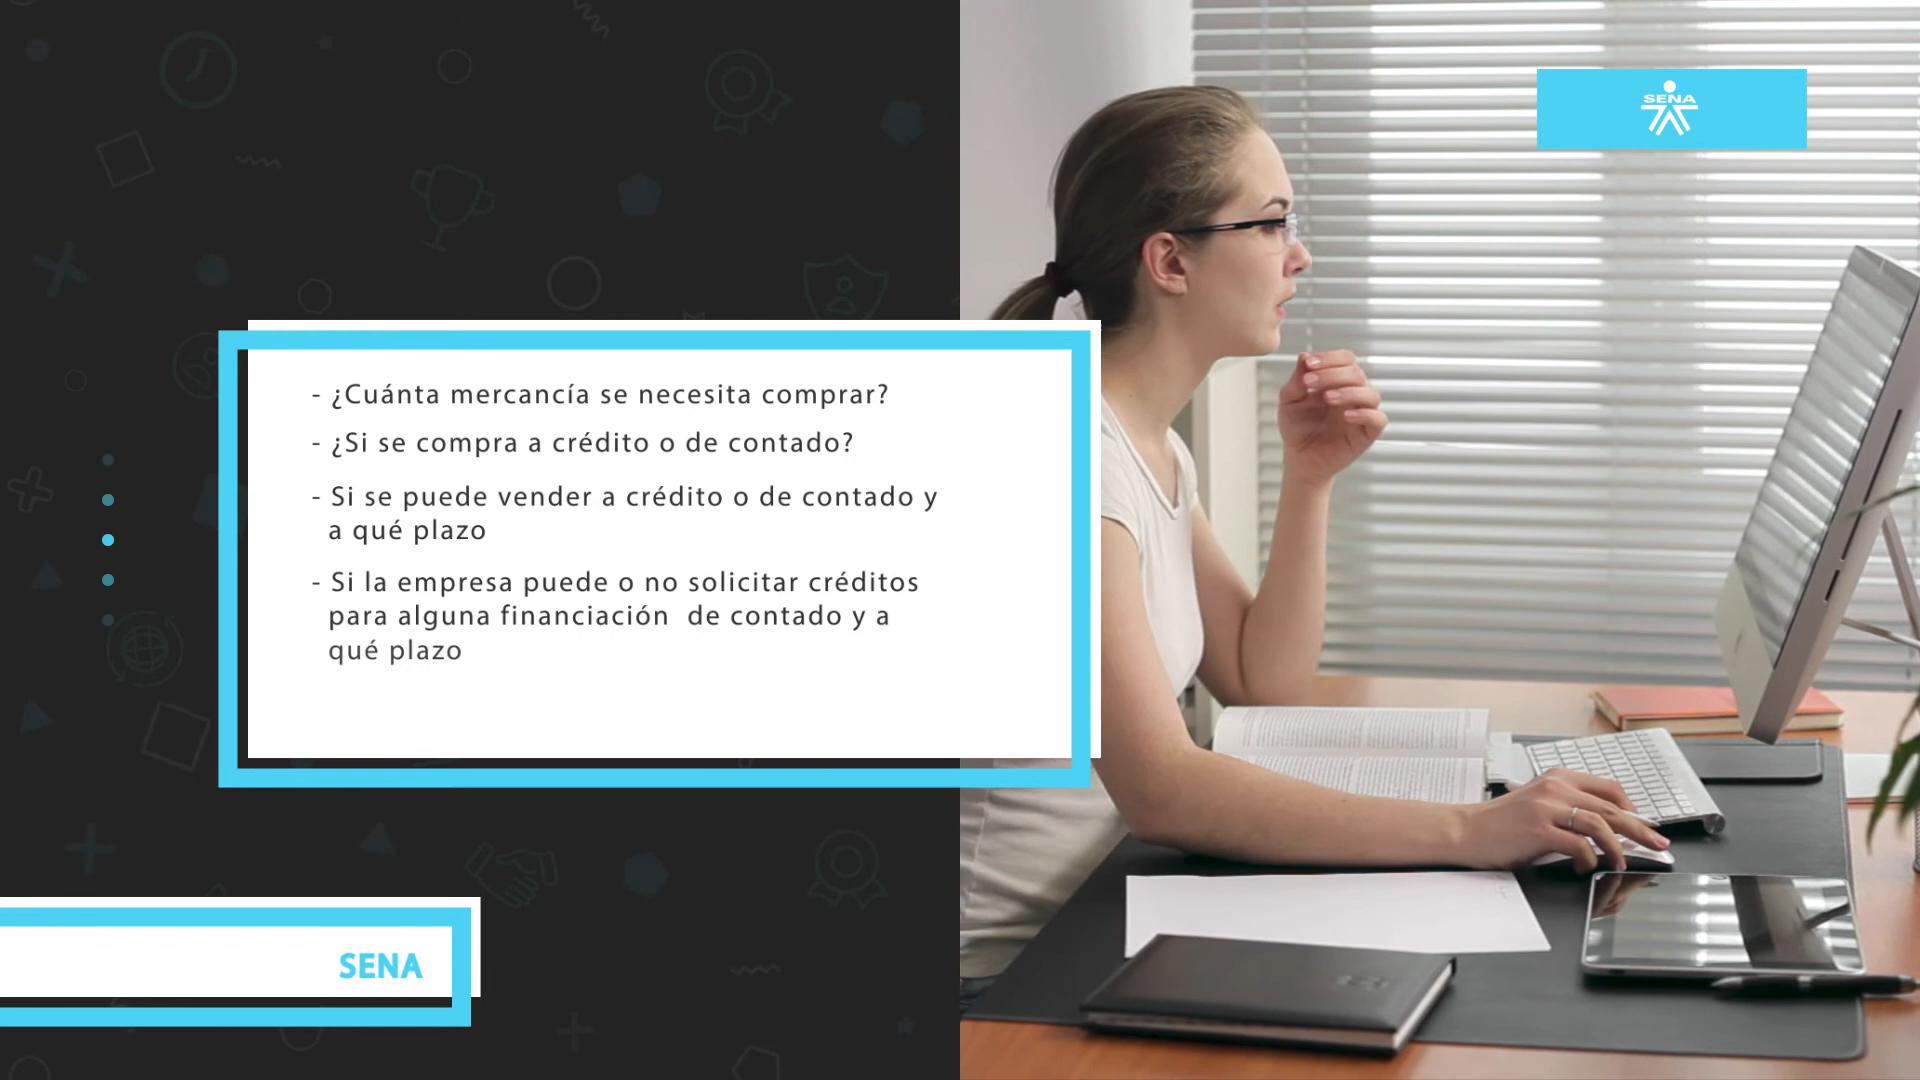 SENA
- ¿Cuánta mercancía se necesita comprar?
- ¿Si se compra a crédito o de contado?
- Si se puede vender a crédito o de contado y
a qué plazo
- Si la empresa puede o no solicitar créditos
para alguna financiación  de contado y a
qué plazo
SENA